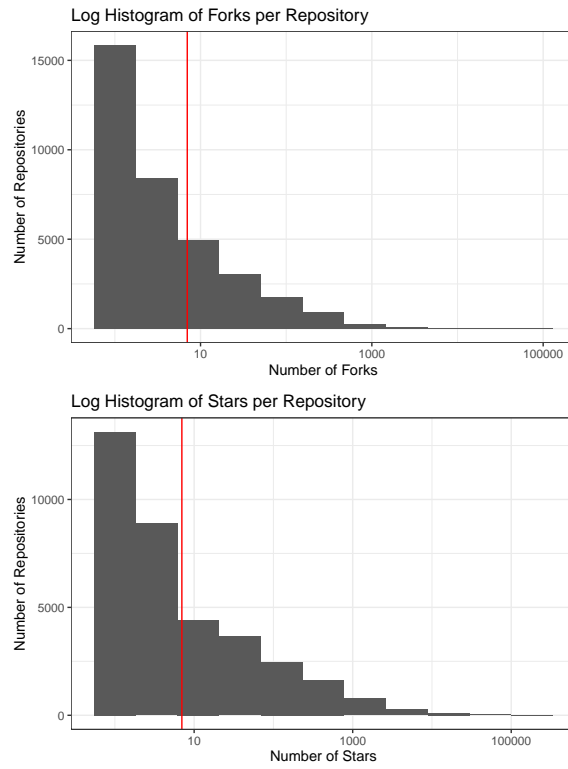 Log Histogram of Forks per Repository
Number of Repositories
15000
10000
5000
0
10
1000
100000
Number of Forks
Log Histogram of Stars per Repository
Number of Repositories
10000
5000
0
10
1000
100000
Number of Stars